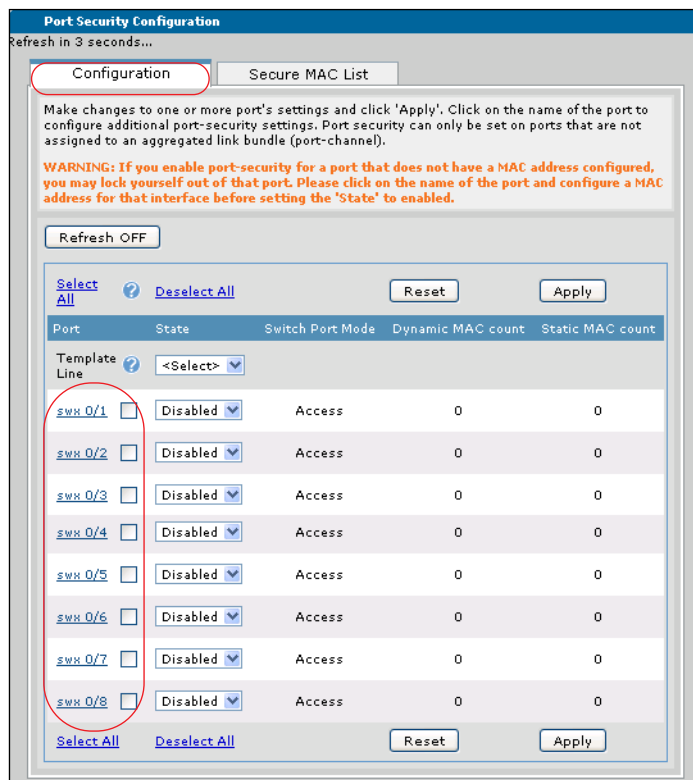 Port Security Configuration
Refresh in 3 seconds...
Configuration
Secure MAC List
Make changes to one or more port's settings and click 'Apply'. Click on the name of the port to
configure additional port-security settings. Port security can only be set on ports that are not
assigned to an aggregated link bundle (port-channel).
WARNING: If you enable port-security for a port that does not have a MAC address configured,
you may lock yourself out of that port. Please click on the name of the port and configure a MAC
address for that interface before setting the 'State' to enabled.
Refresh OFF
Select
All
?
Deselect All
Reset
Apply
Port State Switch Port Mode Dynamic MAC count Static MAC count
Template
Line
?
<Select>
swx 0/1 Disabled Access 0 0
swx 0/2 Disabled Access 0 0
swx 0/3 Disabled Access 0 0
swx 0/4 Disabled Access 0 0
swx 0/5 Disabled Access 0 0
swx 0/6 Disabled Access 0 0
swx 0/7 Disabled Access 0 0
swx 0/8 Disabled Access 0 0
Select All Deselect All Reset Apply